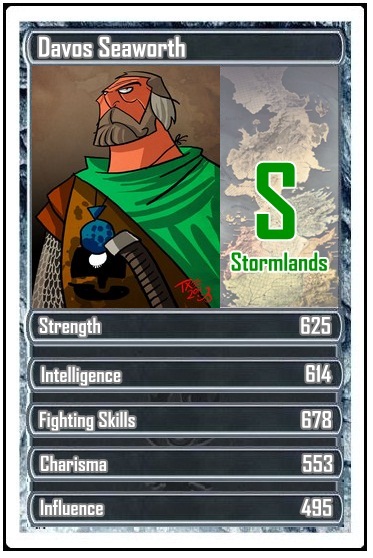 Davos Seaworth
S
Stormlands
Strength 625
Intelligence 614
Fighting Skills 678
Charisma 553
Influence 495